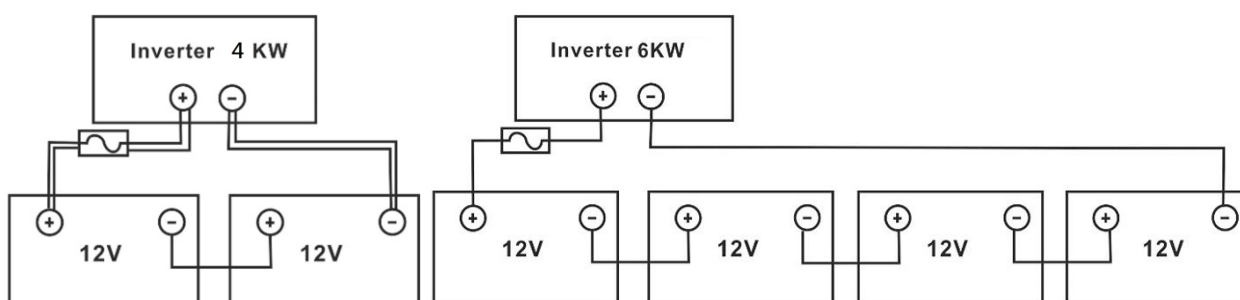 Inverter 4 KW
Inverter 6KW
+ −
+ −
+ − + −
+ − + − + − + −
12V 12V
12V 12V 12V 12V